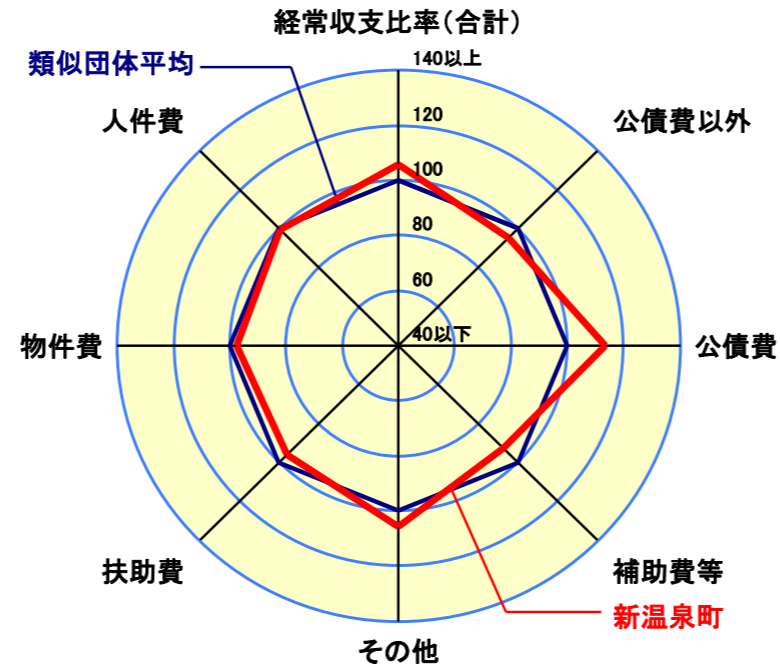 経常収支比率（合計）
類似団体平均
140以上
人件費
120
公債費以外
100
80
60
物件費
40以下
公債費
扶助費
補助費等
新温泉町
その他